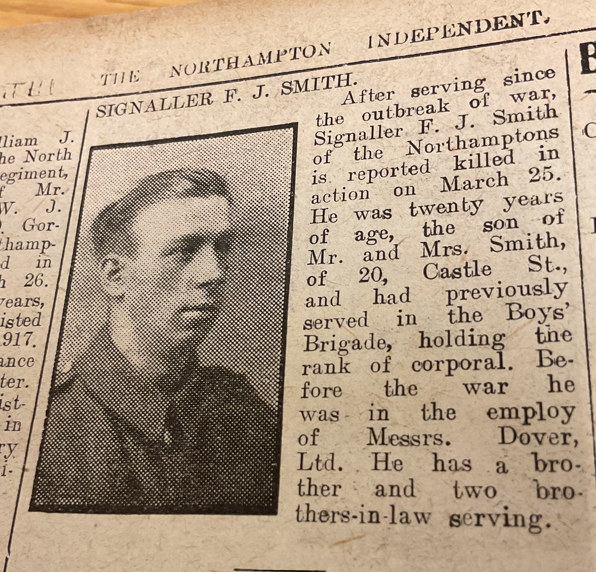 THE NORTHAMPTON INDEPENDENT.
lliam J.
he North
egiment,
f Mr.
W. J.
Gor-
thamp-
d in
h 26.
years,
isted
1917.
ance
ter.
ist-
in
ry
i-
SIGNALLER F. J. SMITH.
After serving since
the outbreak of war,
Signaller F. J. Smith
of the Northamptons
is reported killed in
action on March 25.
He was twenty years
of age, the son of
Mr. and Mrs. Smith,
of 20, Castle St.,
and had previously
served in the Boys'
Brigade, holding the
rank of corporal. Be-
fore the war he
was in the employ
of Messrs. Dover,
Ltd. He has a bro-
ther and two bro-
thers-in-law serving.
B